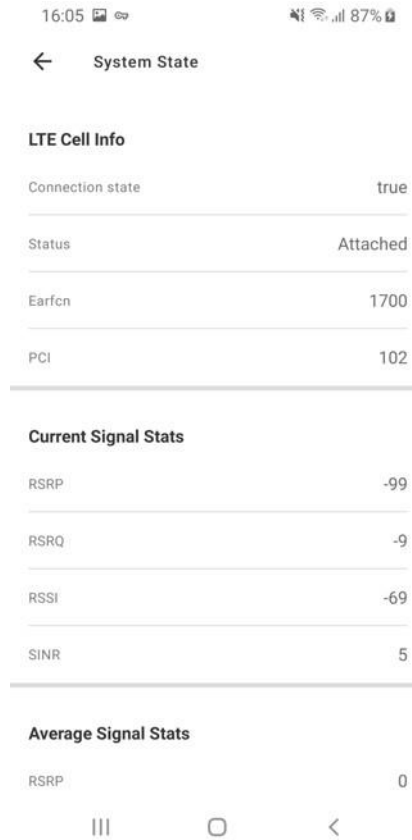 16:05 87%
System State
LTE Cell Info
Connection state true
Status Attached
Earfcn 1700
PCI 102
Current Signal Stats
RSRP -99
RSRQ -9
RSSI -69
SINR 5
Average Signal Stats
RSRP 0